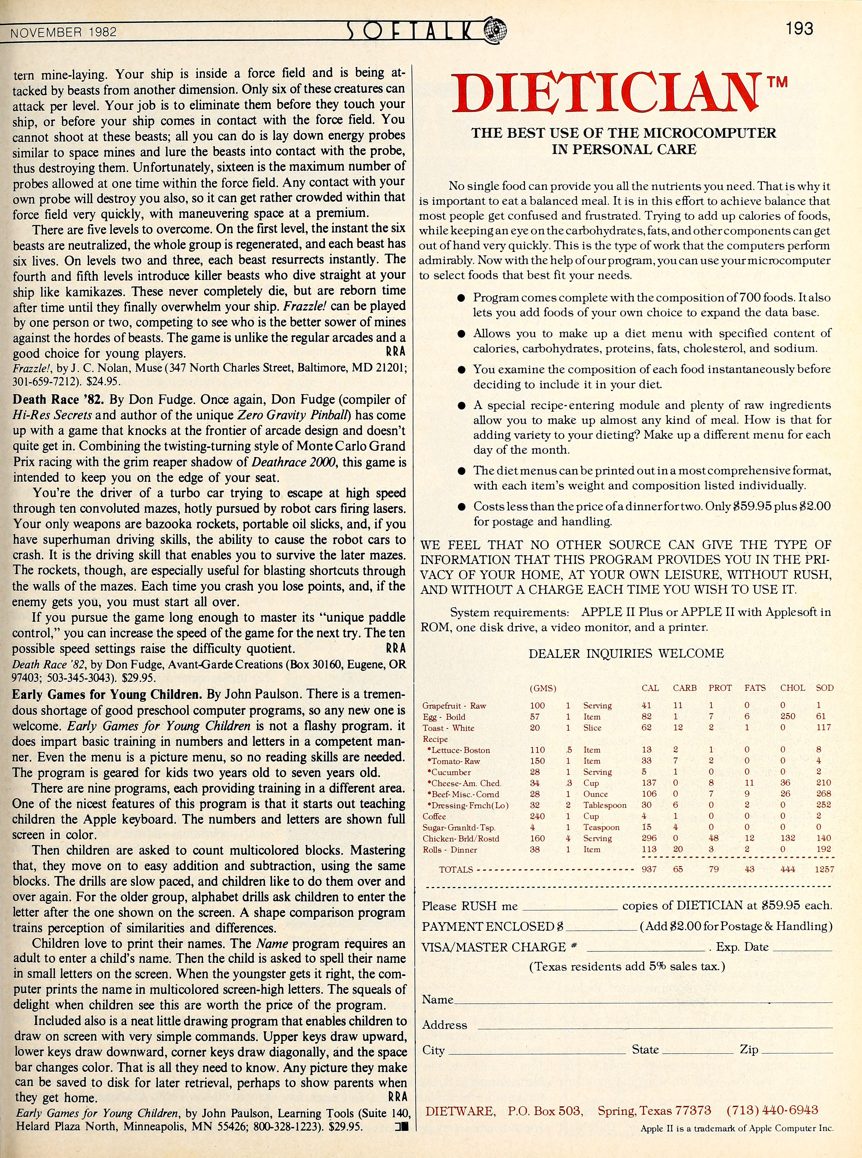 NOVEMBER 1982
SOFTALK
193
tern mine-laying. Your ship is inside a force field and is being at-
tacked by beasts from another dimension. Only six of these creatures can
attack per level. Your job is to eliminate them before they touch your
ship, or before your ship comes in contact with the force field. You
cannot shoot at these beasts; all you can do is lay down energy probes
similar to space mines and lure the beasts into contact with the probe,
thus destroying them. Unfortunately, sixteen is the maximum number of
probes allowed at one time within the force field. Any contact with your
own probe will destroy you also, so it can get rather crowded within that
force field very quickly, with maneuvering space at a premium.
There are five levels to overcome. On the first level, the instant the six
beasts are neutralized, the whole group is regenerated, and each beast has
six lives. On levels two and three, each beast resurrects instantly. The
fourth and fifth levels introduce killer beasts who dive straight at your
ship like kamikazes. These never completely die, but are reborn time
after time until they finally overwhelm your ship. Frazzle! can be played
by one person or two, competing to see who is the better sower of mines
against the hordes of beasts. The game is unlike the regular arcades and a
good choice for young players. RRA
Frazzle!, by J. C. Nolan, Muse (347 North Charles Street, Baltimore, MD 21201;
301-659-7212). $24.95.
Death Race '82. By Don Fudge. Once again, Don Fudge (compiler of
Hi-Res Secrets and author of the unique Zero Gravity Pinball) has come
up with a game that knocks at the frontier of arcade design and doesn't
quite get in. Combining the twisting-turning style of Monte Carlo Grand
Prix racing with the grim reaper shadow of Deathrace 2000, this game is
intended to keep you on the edge of your seat.
You're the driver of a turbo car trying to escape at high speed
through ten convoluted mazes, hotly pursued by robot cars firing lasers.
Your only weapons are bazooka rockets, portable oil slicks, and, if you
have superhuman driving skills, the ability to cause the robot cars to
crash. It is the driving skill that enables you to survive the later mazes.
The rockets, though, are especially useful for blasting shortcuts through
the walls of the mazes. Each time you crash you lose points, and, if the
enemy gets you, you must start all over.
If you pursue the game long enough to master its "unique paddle
control," you can increase the speed of the game for the next try. The ten
possible speed settings raise the difficulty quotient. RRA
Death Race '82, by Don Fudge, Avant-Garde Creations (Box 30160, Eugene, OR
97403; 503-345-3043). $29.95.
Early Games for Young Children. By John Paulson. There is a tremen-
dous shortage of good preschool computer programs, so any new one is
welcome. Early Games for Young Children is not a flashy program. it
does impart basic training in numbers and letters in a competent man-
ner. Even the menu is a picture menu, so no reading skills are needed.
The program is geared for kids two years old to seven years old.
There are nine programs, each providing training in a different area.
One of the nicest features of this program is that it starts out teaching
children the Apple keyboard. The numbers and letters are shown full
screen in color.
Then children are asked to count multicolored blocks. Mastering
that, they move on to easy addition and subtraction, using the same
blocks. The drills are slow paced, and children like to do them over and
over again. For the older group, alphabet drills ask children to enter the
letter after the one shown on the screen. A shape comparison program
trains perception of similarities and differences.
Children love to print their names. The Name program requires an
adult to enter a child's name. Then the child is asked to spell their name
in small letters on the screen. When the youngster gets it right, the com-
puter prints the name in multicolored screen-high letters. The squeals of
delight when children see this are worth the price of the program.
Included also is a neat little drawing program that enables children to
draw on screen with very simple commands. Upper keys draw upward,
lower keys draw downward, corner keys draw diagonally, and the space
bar changes color. That is all they need to know. Any picture they make
can be saved to disk for later retrieval, perhaps to show parents when
they get home. RRA
Early Games for Young Children, by John Paulson, Learning Tools (Suite 140,
Helard Plaza North, Minneapolis, MN 55426; 800-328-1223). $29.95.
DIETICIAN™
THE BEST USE OF THE MICROCOMPUTER
IN PERSONAL CARE
No single food can provide you all the nutrients you need. That is why it
is important to eat a balanced meal. It is in this effort to achieve balance that
most people get confused and frustrated. Trying to add up calories of foods,
while keeping an eye on the carbohydrates, fats, and other components can get
out of hand very quickly. This is the type of work that the computers perform
admirably. Now with the help of our program, you can use your microcomputer
to select foods that best fit your needs.
● Program comes complete with the composition of 700 foods. It also
lets you add foods of your own choice to expand the data base.
● Allows you to make up a diet menu with specified content of
calories, carbohydrates, proteins, fats, cholesterol, and sodium.
● You examine the composition of each food instantaneously before
deciding to include it in your diet.
● A special recipe-entering module and plenty of raw ingredients
allow you to make up almost any kind of meal. How is that for
adding variety to your dieting? Make up a different menu for each
day of the month.
● The diet menus can be printed out in a most comprehensive format,
with each item's weight and composition listed individually.
● Costs less than the price of a dinner for two. Only $59.95 plus $2.00
for postage and handling.
WE FEEL THAT NO OTHER SOURCE CAN GIVE THE TYPE OF
INFORMATION THAT THIS PROGRAM PROVIDES YOU IN THE PRI-
VACY OF YOUR HOME, AT YOUR OWN LEISURE, WITHOUT RUSH,
AND WITHOUT A CHARGE EACH TIME YOU WISH TO USE IT.
System requirements: APPLE II Plus or APPLE II with Applesoft in
ROM, one disk drive, a video monitor, and a printer.
DEALER INQUIRIES WELCOME
(GMS) CAL CARB PROT FATS CHOL SOD
Grapefruit - Raw 100 1 Serving 41 11 1 0 0 1
Egg - Boild 57 1 Item 82 1 7 6 250 61
Toast - White 20 1 Slice 62 12 2 1 0 117
Recipe
*Lettuce-Boston 110 .5 Item 13 2 1 0 0 8
*Tomato-Raw 150 1 Item 33 7 2 0 0 4
*Cucumber 28 1 Serving 5 1 0 0 0 2
*Cheese-Am. Ched. 34 .3 Cup 137 0 8 11 36 210
*Beef-Misc.-Cornd 28 1 Ounce 106 0 7 9 26 268
*Dressing-Frnch(Lo) 32 2 Tablespoon 30 6 0 2 0 252
Coffee 240 1 Cup 4 1 0 0 0 2
Sugar-Granltd-Tsp. 4 1 Teaspoon 15 4 0 0 0 0
Chicken-Brld/Rostd 160 4 Serving 296 0 48 12 132 140
Rolls - Dinner 38 1 Item 113 20 3 2 0 192
TOTALS 937 65 79 43 444 1257
Please RUSH me copies of DIETICIAN at $59.95 each.
PAYMENT ENCLOSED $ (Add $2.00 for Postage & Handling)
VISA/MASTER CHARGE # . Exp. Date
(Texas residents add 5% sales tax.)
Name
Address
City State Zip
DIETWARE, P.O. Box 503, Spring, Texas 77373 (713) 440-6943
Apple II is a trademark of Apple Computer Inc.